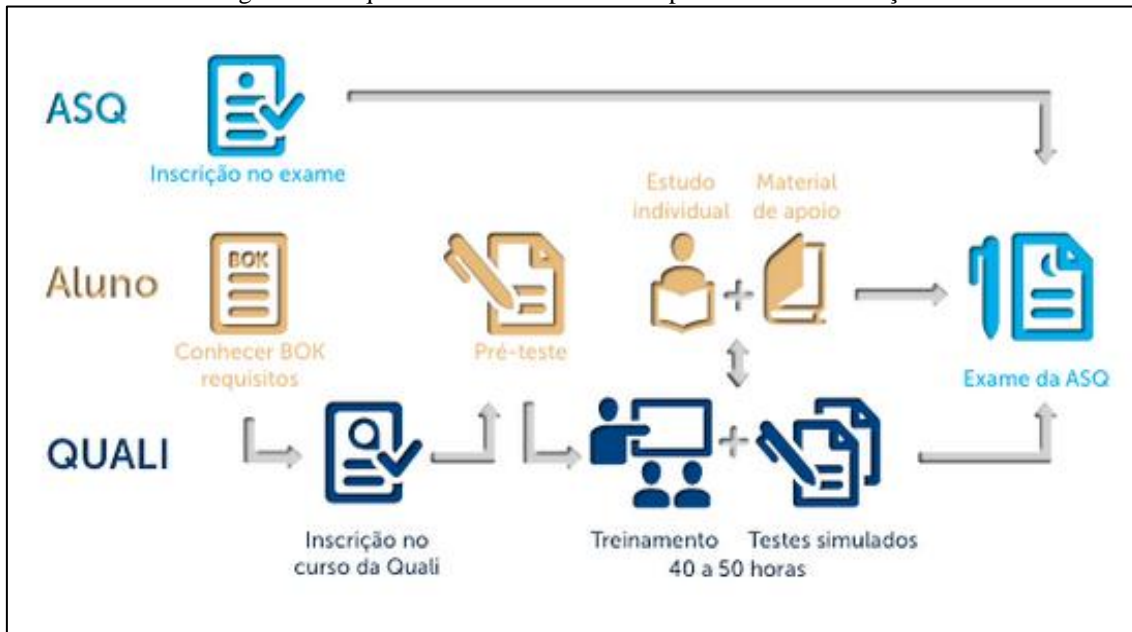 ASQ
Inscrição no exame
Estudo
individual
Material
de apoio
Aluno
BOK
Conhecer BOK
requisitos
Pré-teste
Exame da ASQ
QUALI
Inscrição no
curso da Quali
Treinamento
Testes simulados
40 a 50 horas